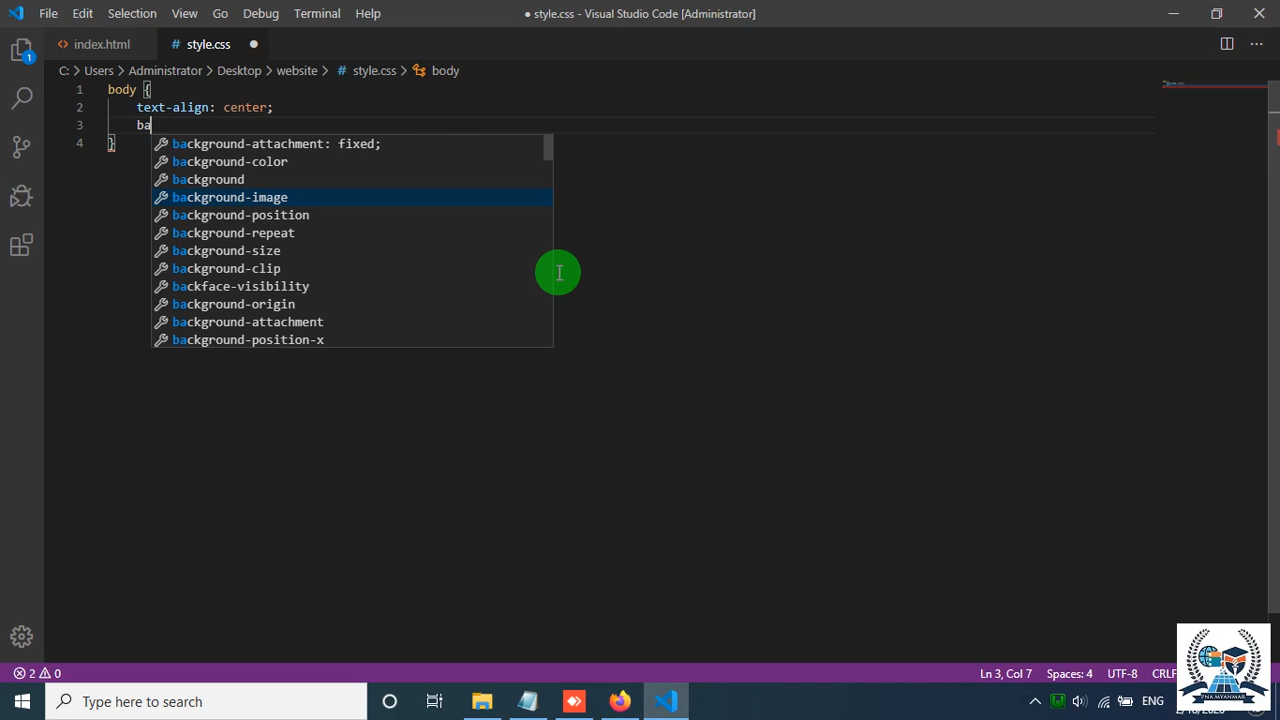 File Edit Selection View Go Debug Terminal Help ● style.css - Visual Studio Code [Administrator]
index.html # style.css ●
C: > Users > Administrator > Desktop > website > # style.css > body
1 body {
2 text-align: center;
3 ba
4 }
background-attachment: fixed;
background-color
background
background-image
background-position
background-repeat
background-size
background-clip
backface-visibility
background-origin
background-attachment
background-position-x
1
2 0 Ln 3, Col 7 Spaces: 4 UTF-8 CRLF
Type here to search ENG
FNA MYANMAR